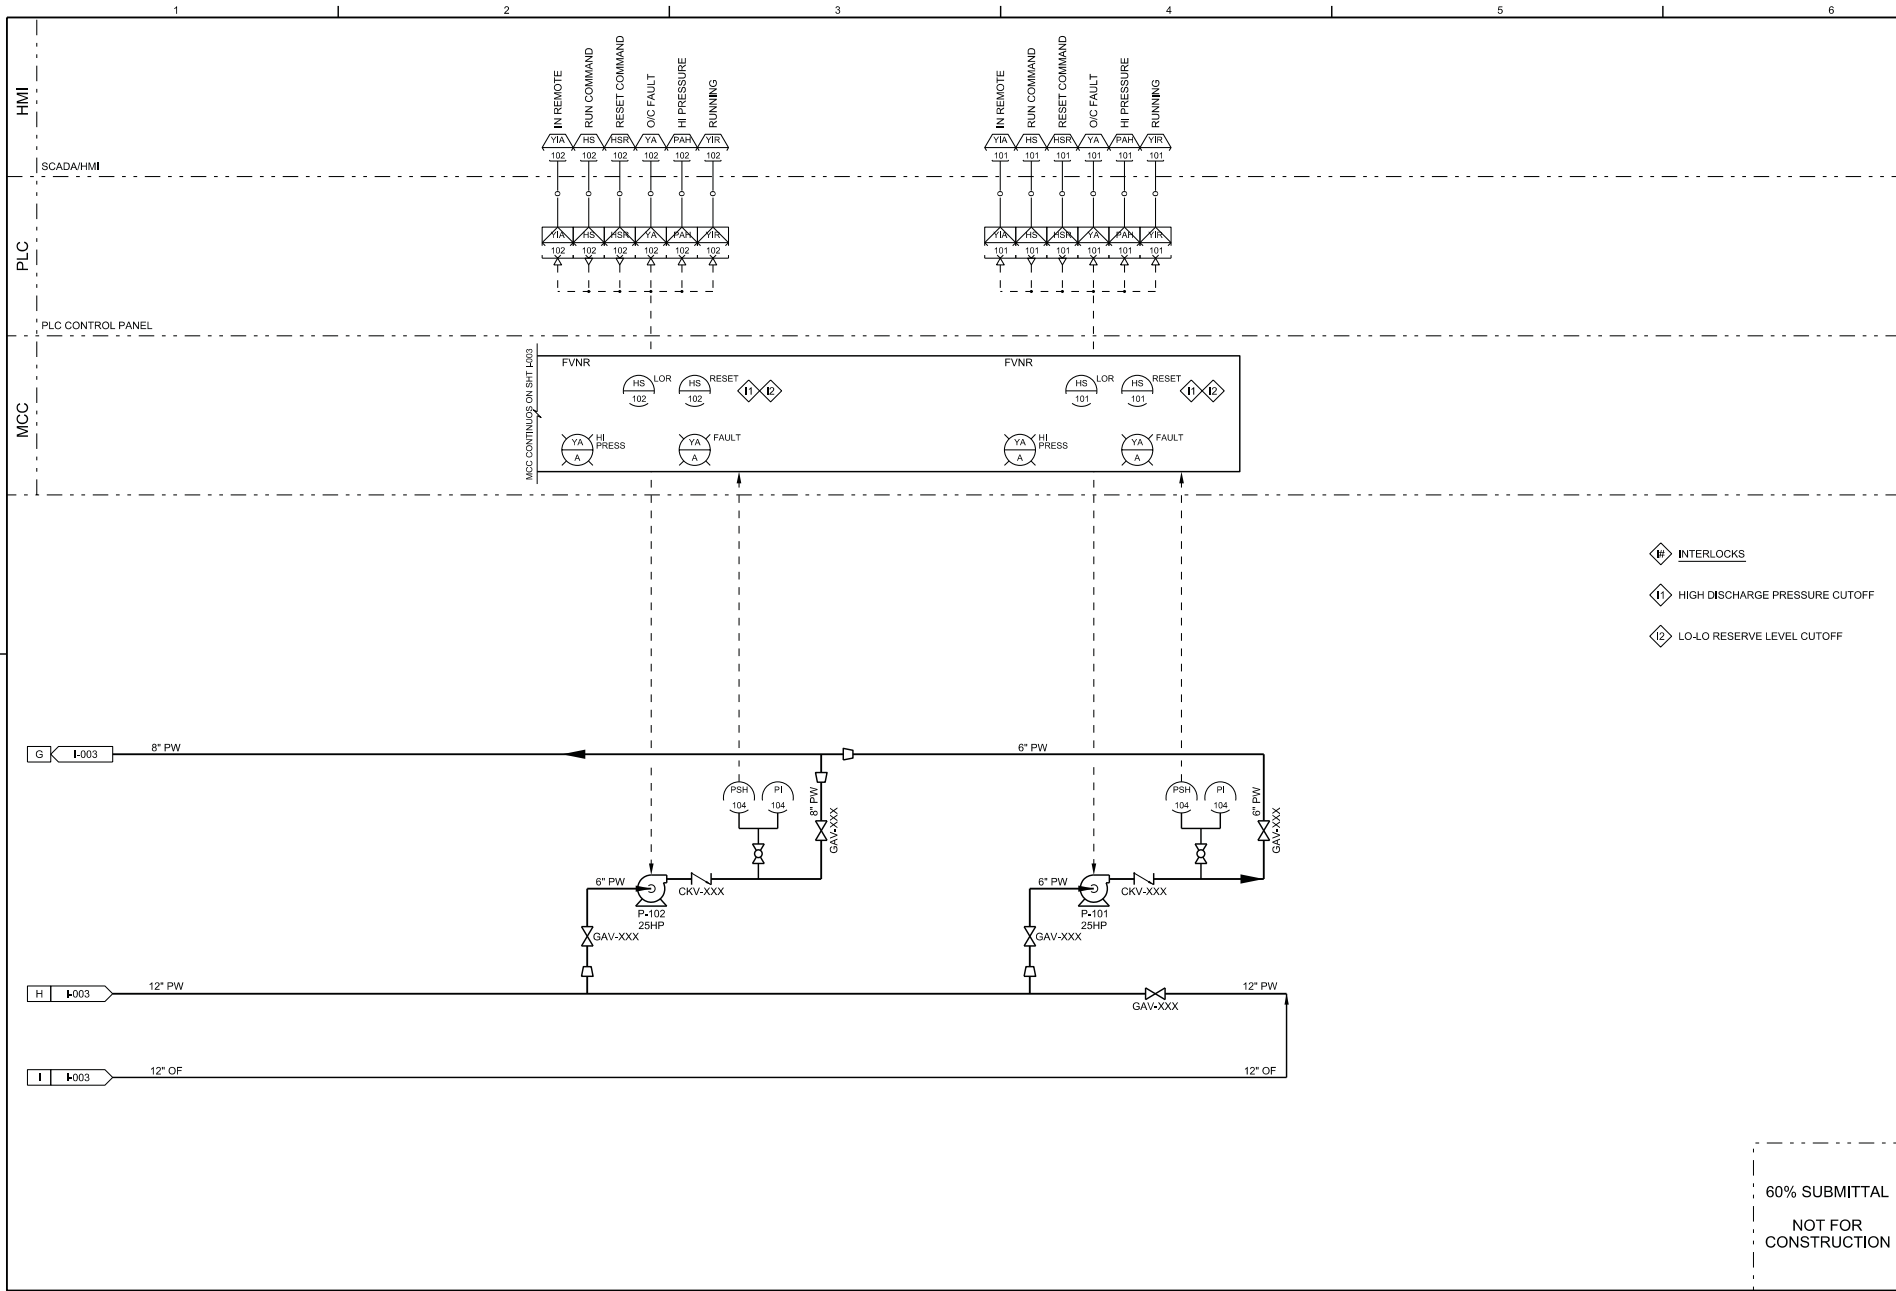 1 2 3 4 5 6
HMI
IN REMOTE
RUN COMMAND
RESET COMMAND
O/C FAULT
HI PRESSURE
RUNNING
IN REMOTE
RUN COMMAND
RESET COMMAND
O/C FAULT
HI PRESSURE
RUNNING
YIA HS HSR YA PAH YIR
102 102 102 102 102 102
YIA HS HSR YA PAH YIR
101 101 101 101 101 101
SCADA/HMI
PLC
YIA HS HSR YA PAH YIR
102 102 102 102 102 102
YIA HS HSR YA PAH YIR
101 101 101 101 101 101
PLC CONTROL PANEL
MCC
MCC CONTINUOS ON SHT I-003
FVNR
HS 102 LOR
HS 102 RESET
I1 I2
YA A HI PRESS
YA A FAULT
FVNR
HS 101 LOR
HS 101 RESET
I1 I2
YA A HI PRESS
YA A FAULT
I# INTERLOCKS
I1 HIGH DISCHARGE PRESSURE CUTOFF
I2 LO-LO RESERVE LEVEL CUTOFF
G I-003
8" PW
6" PW
PSH 104
PI 104
8" PW
GAV-XXX
PSH 104
PI 104
6" PW
GAV-XXX
6" PW
CKV-XXX
P-102
25HP
GAV-XXX
6" PW
CKV-XXX
P-101
25HP
GAV-XXX
H I-003
12" PW
12" PW
GAV-XXX
I I-003
12" OF
12" OF
60% SUBMITTAL
NOT FOR
CONSTRUCTION